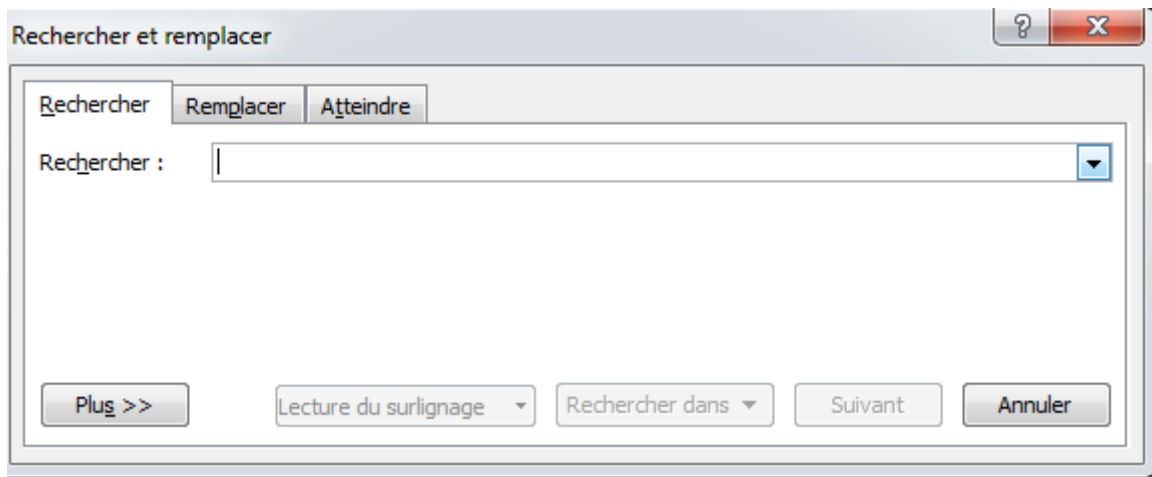 Rechercher et remplacer
Rechercher Remplacer Atteindre
Rechercher :
Plus >> Lecture du surlignage Rechercher dans Suivant Annuler